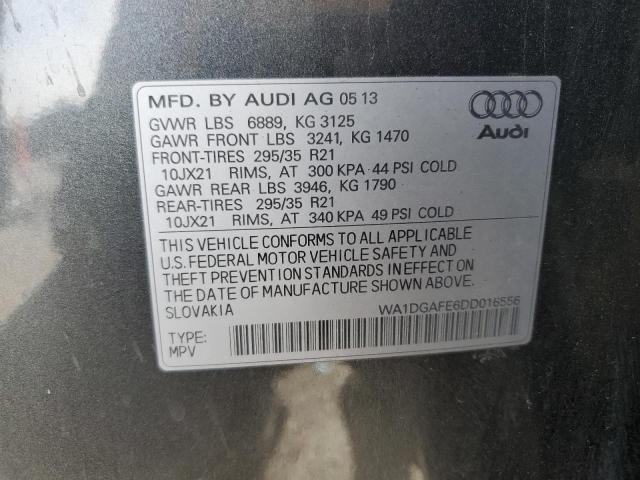 MFD. BY AUDI AG 05 13
GVWR LBS 6889, KG 3125
GAWR FRONT LBS 3241, KG 1470
FRONT-TIRES 295/35 R21
10JX21 RIMS, AT 300 KPA 44 PSI COLD
GAWR REAR LBS 3946, KG 1790
REAR-TIRES 295/35 R21
10JX21 RIMS, AT 340 KPA 49 PSI COLD
Audi
THIS VEHICLE CONFORMS TO ALL APPLICABLE
U.S. FEDERAL MOTOR VEHICLE SAFETY AND
THEFT PREVENTION STANDARDS IN EFFECT ON
THE DATE OF MANUFACTURE SHOWN ABOVE.
SLOVAKIA
WA1DGAFE6DD016556
TYPE:
MPV